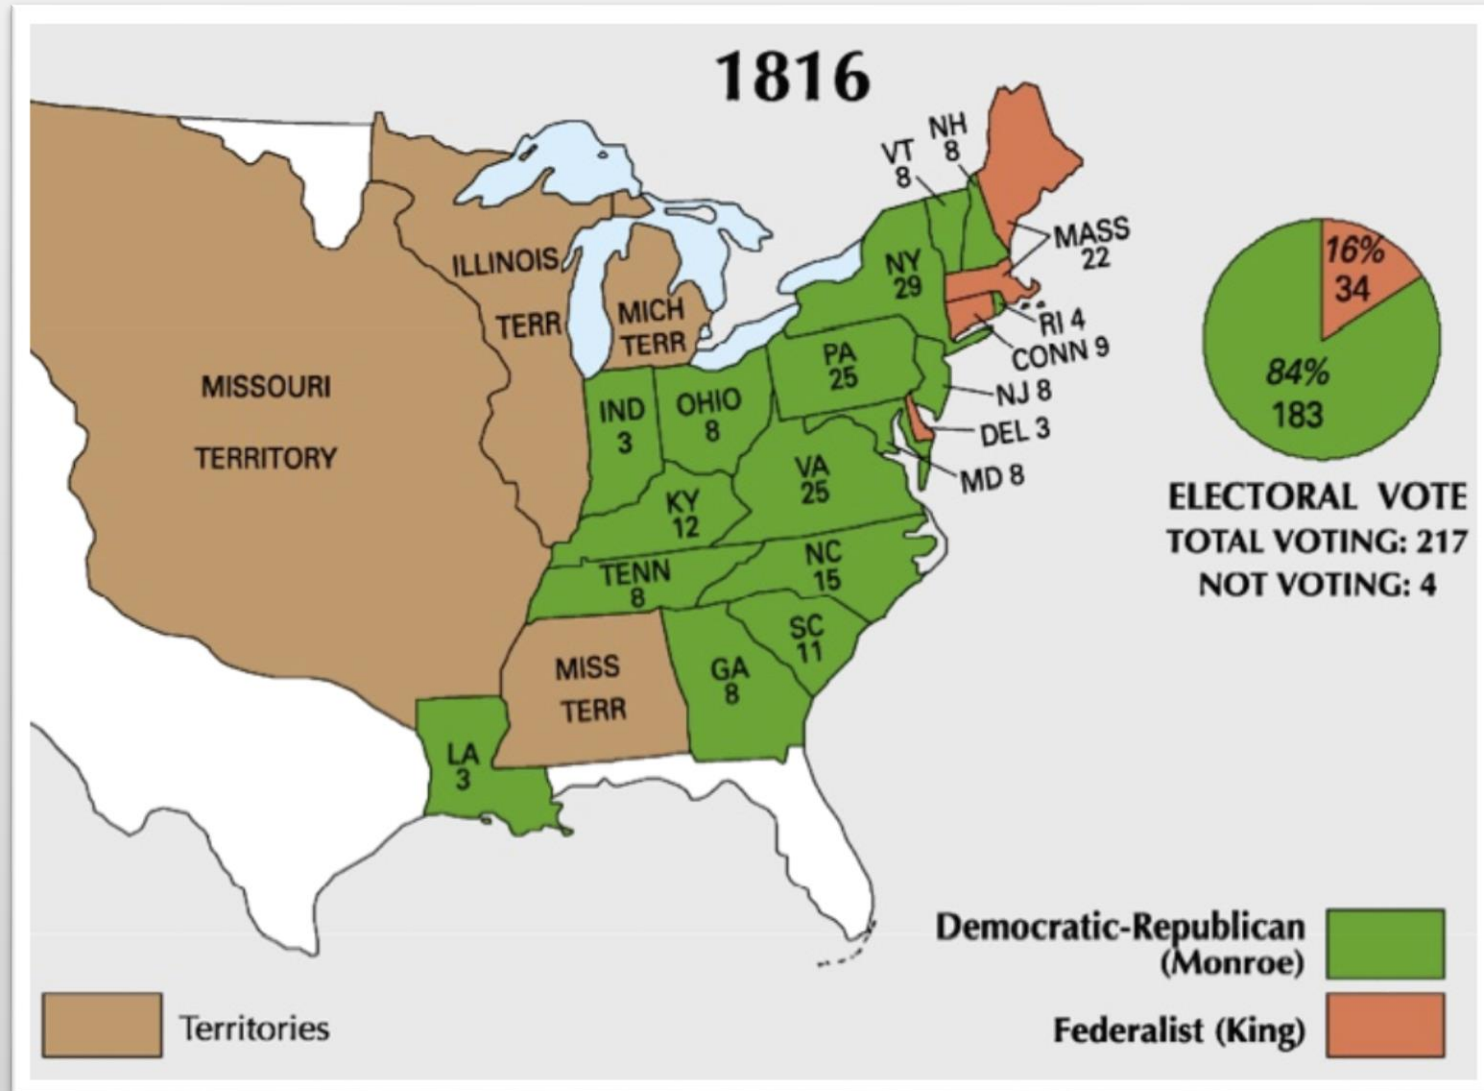 1816
NH
8
VT
8
MASS
22
ILLINOIS
TERR
MICH
TERR
NY
29
RI 4
CONN 9
PA
25
NJ 8
DEL 3
MD 8
MISSOURI
TERRITORY
IND
3
OHIO
8
VA
25
KY
12
TENN
8
NC
15
SC
11
MISS
TERR
GA
8
LA
3
16%
34
84%
183
ELECTORAL VOTE
TOTAL VOTING: 217
NOT VOTING: 4
Democratic-Republican
(Monroe)
Federalist (King)
Territories